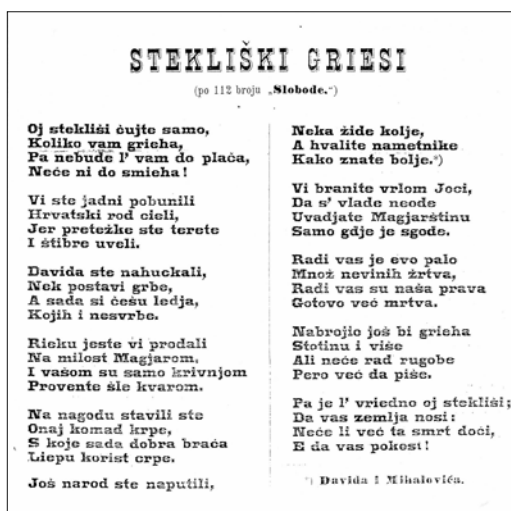 STEKLIŠKI GRIESI
(po 112 broju „Slobode.“)
Oj stekliši čujte samo,
Koliko vam grieha,
Pa nebude l’ vam do plača,
Neće ni do smieha!
Vi ste jadni pobunili
Hrvatski rod cieli,
Jer pretežke ste terete
I štibre uveli.
Davida ste nahuckali,
Nek postavi grbe,
A sada si češu ledja,
Kojih i nesvrbe.
Rieku jeste vi prodali
Na milost Magjarom,
I vašom su samo krivnjom
Provente šle kvarom.
Na nagodu stavili ste
Onaj komad krpe,
S koje sada dobra braća
Liepu korist crpe.
Još narod ste naputili,
Neka žide kolje,
A hvalite nametnike
Kako znate bolje.*)
Vi branite vrlom Joci,
Da s’ vlade neode
Uvadjate Magjarštinu
Samo gdje je sgode.
Radi vas je evo palo
Množ nevinih žrtva,
Radi vas su naša prava
Gotovo već mrtva.
Nabrojio još bi grieha
Stotinu i više
Ali neće rad rugobe
Pero već da piše.
Pa je l’ vriedno oj stekliši;
Da vas zemlja nosi:
Neće li već ta smrt doći,
E da vas pokosi!
*) Davida i Mihalovića.